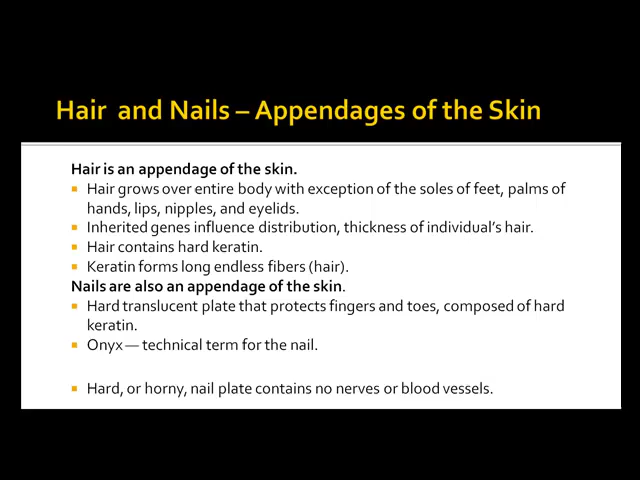 Hair and Nails – Appendages of the Skin
Hair is an appendage of the skin.
▪ Hair grows over entire body with exception of the soles of feet, palms of
hands, lips, nipples, and eyelids.
▪ Inherited genes influence distribution, thickness of individual's hair.
▪ Hair contains hard keratin.
▪ Keratin forms long endless fibers (hair).
Nails are also an appendage of the skin.
▪ Hard translucent plate that protects fingers and toes, composed of hard
keratin.
▪ Onyx — technical term for the nail.
▪ Hard, or horny, nail plate contains no nerves or blood vessels.